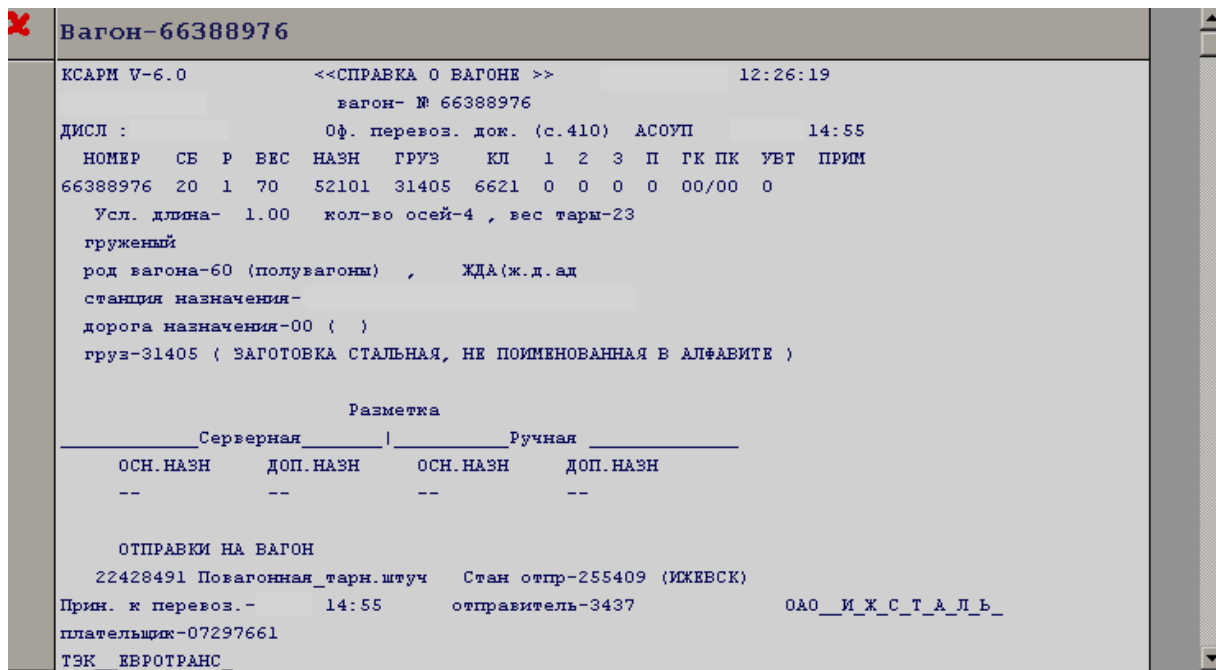 Вагон-66388976
КСАРМ V-6.0 <<СПРАВКА О ВАГОНЕ >> 12:26:19
вагон- № 66388976
ДИСЛ : Оф. перевоз. док. (с.410) АСОУП 14:55
НОМЕР СБ Р ВЕС НАЗН ГРУЗ КЛ 1 2 3 П ГК ПК УВТ ПРИМ
66388976 20 1 70 52101 31405 6621 0 0 0 0 00/00 0
Усл. длина- 1.00 кол-во осей-4 , вес тары-23
груженый
род вагона-60 (полувагоны) , ЖДА(ж.д.ад
станция назначения-
дорога назначения-00 ( )
груз-31405 ( ЗАГОТОВКА СТАЛЬНАЯ, НЕ ПОИМЕНОВАННАЯ В АЛФАВИТЕ )
Разметка
____________Серверная_______|__________Ручная _____________
ОСН.НАЗН ДОП.НАЗН ОСН.НАЗН ДОП.НАЗН
-- -- -- --
ОТПРАВКИ НА ВАГОН
22428491 Повагонная_тарн.штуч Стан отпр-255409 (ИЖЕВСК)
Прин. к перевоз.- 14:55 отправитель-3437 ОАО__И_Ж_С_Т_А_Л_Ь_
плательщик-07297661
ТЭК__ЕВРОТРАНС_